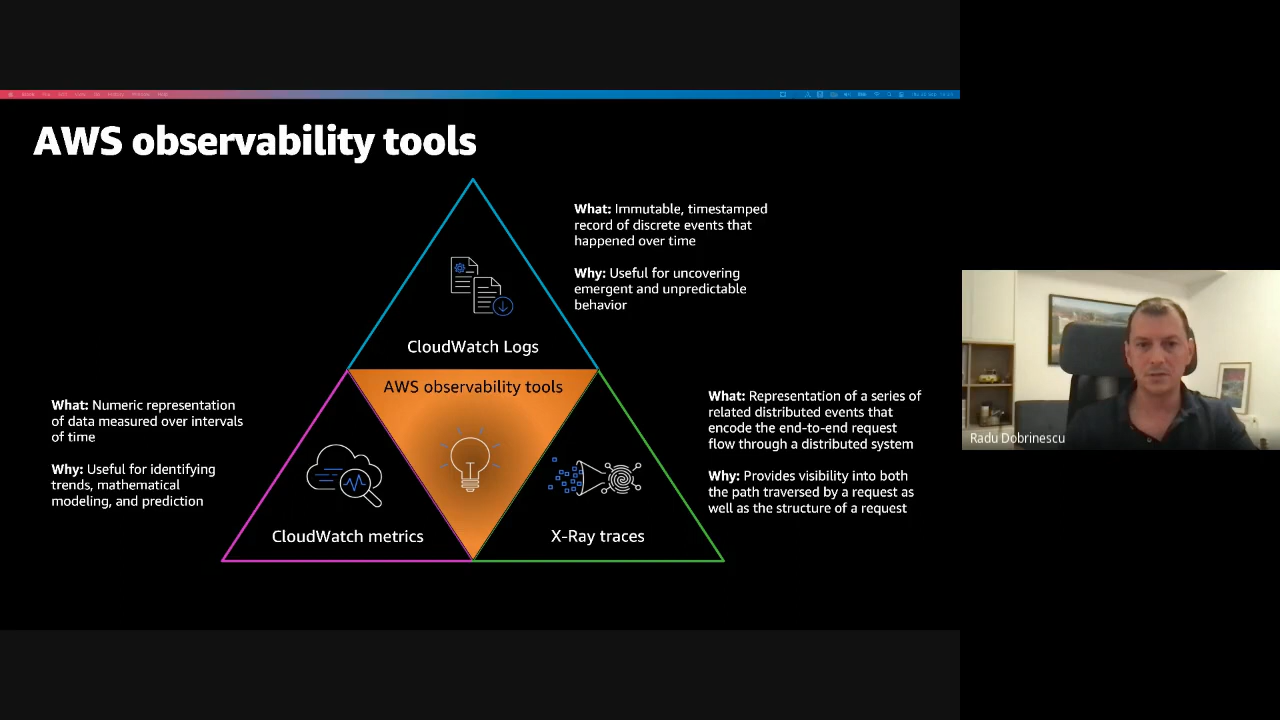 AWS observability tools
What: Immutable, timestamped
record of discrete events that
happened over time
Why: Useful for uncovering
emergent and unpredictable
behavior
CloudWatch Logs
AWS observability tools
What: Numeric representation
of data measured over intervals
of time
Why: Useful for identifying
trends, mathematical
modeling, and prediction
CloudWatch metrics
X-Ray traces
What: Representation of a series of
related distributed events that
encode the end-to-end request
flow through a distributed system
Why: Provides visibility into both
the path traversed by a request as
well as the structure of a request
Radu Dobrinescu